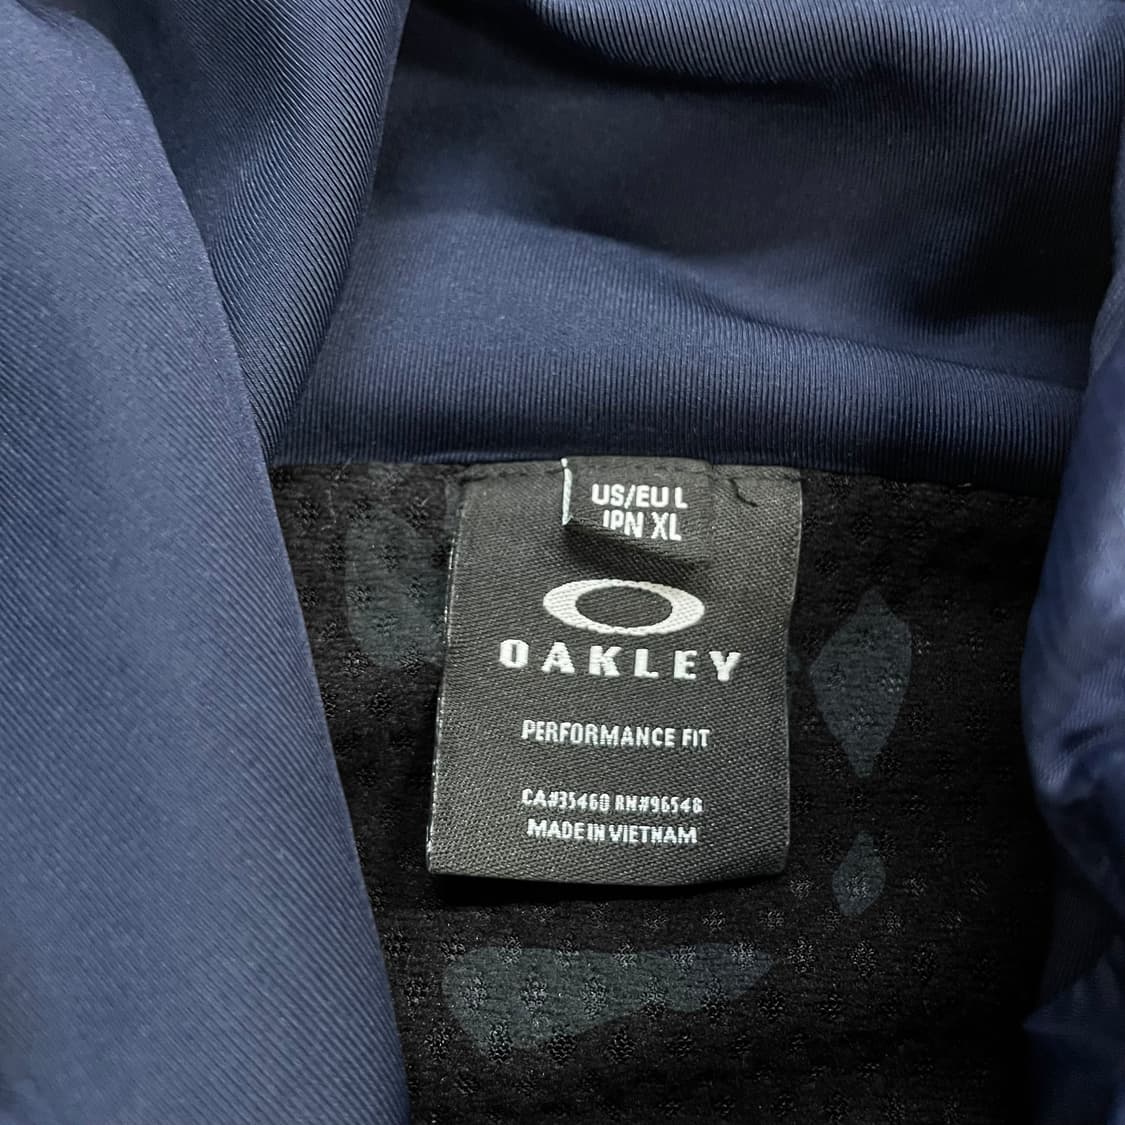 US/EU L
JPN XL
OAKLEY
PERFORMANCE FIT
CA#35460 RN#96548
MADE IN VIETNAM